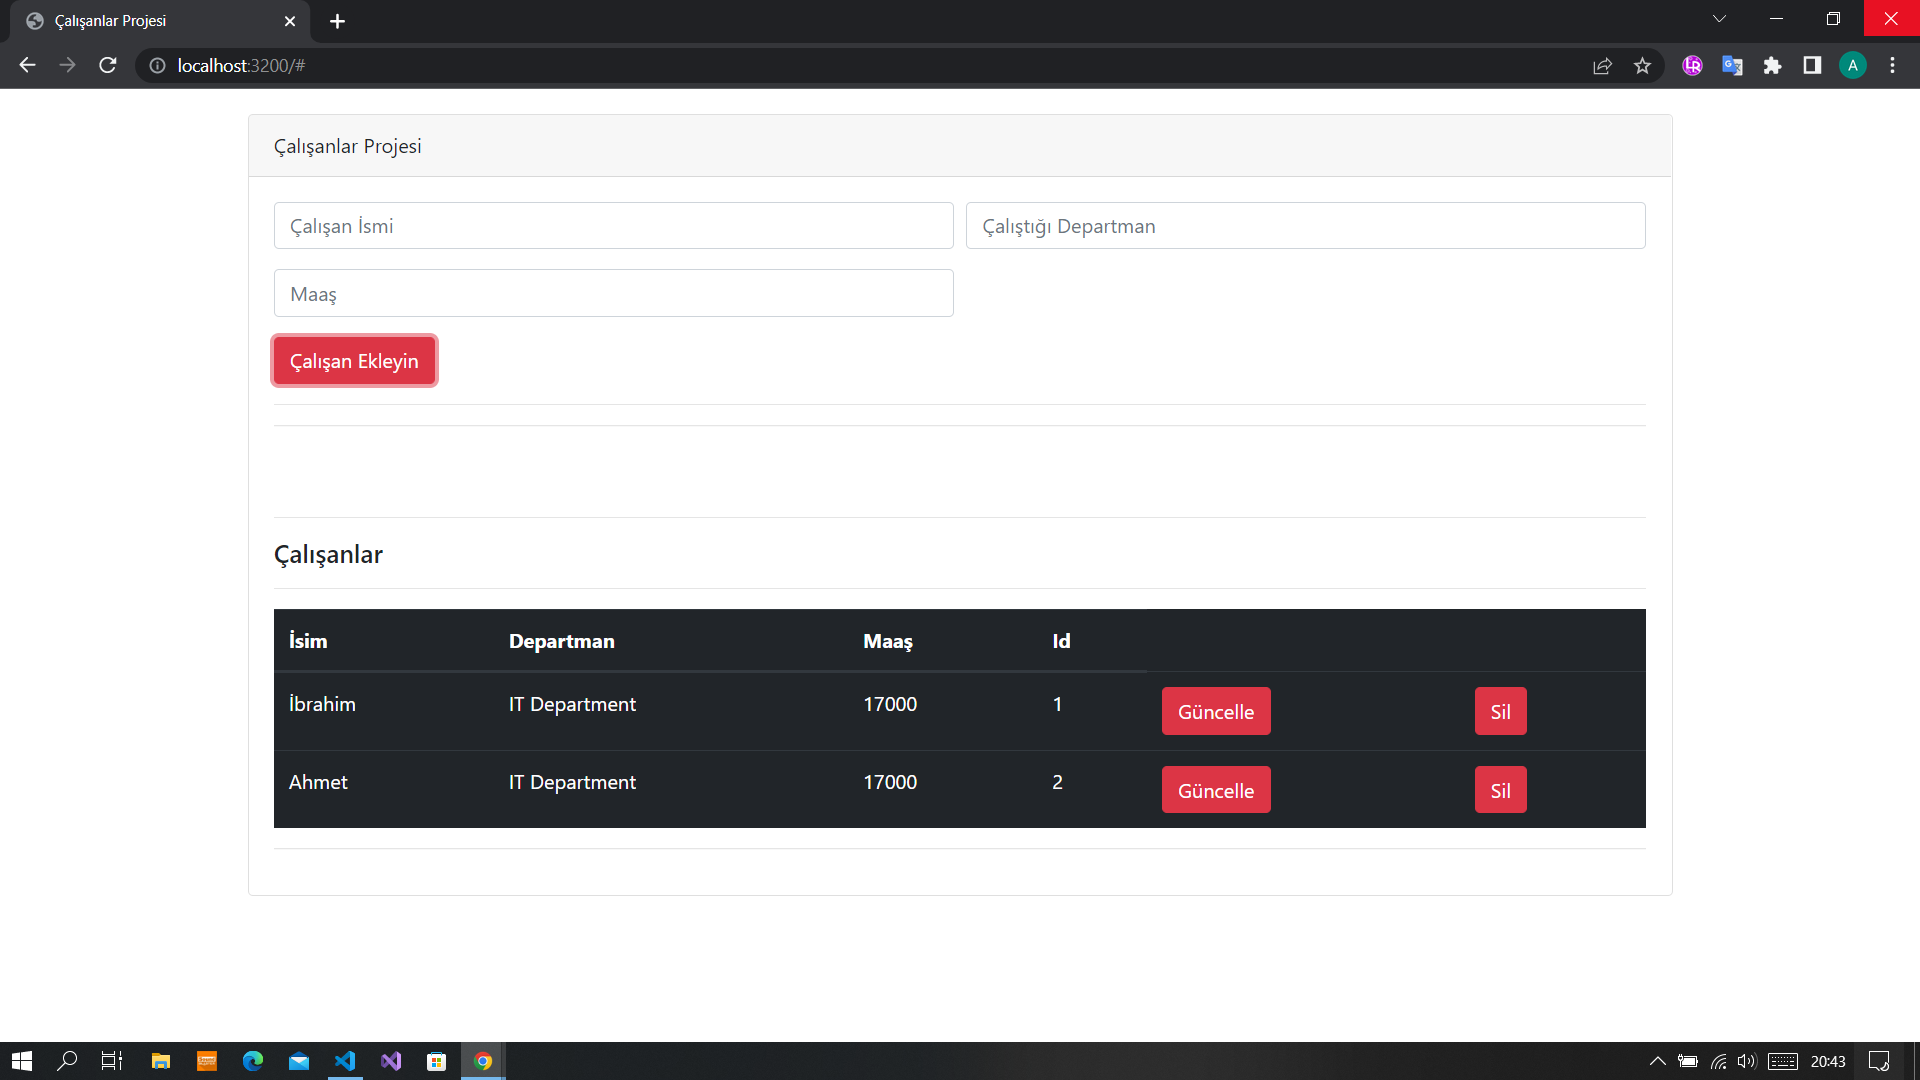 Çalışanlar Projesi
localhost:3200/#
A
Çalışanlar Projesi
Çalışan İsmi
Çalıştığı Departman
Maaş
Çalışan Ekleyin
Çalışanlar
İsim Departman Maaş Id
İbrahim IT Department 17000 1 Güncelle Sil
Ahmet IT Department 17000 2 Güncelle Sil
20:43